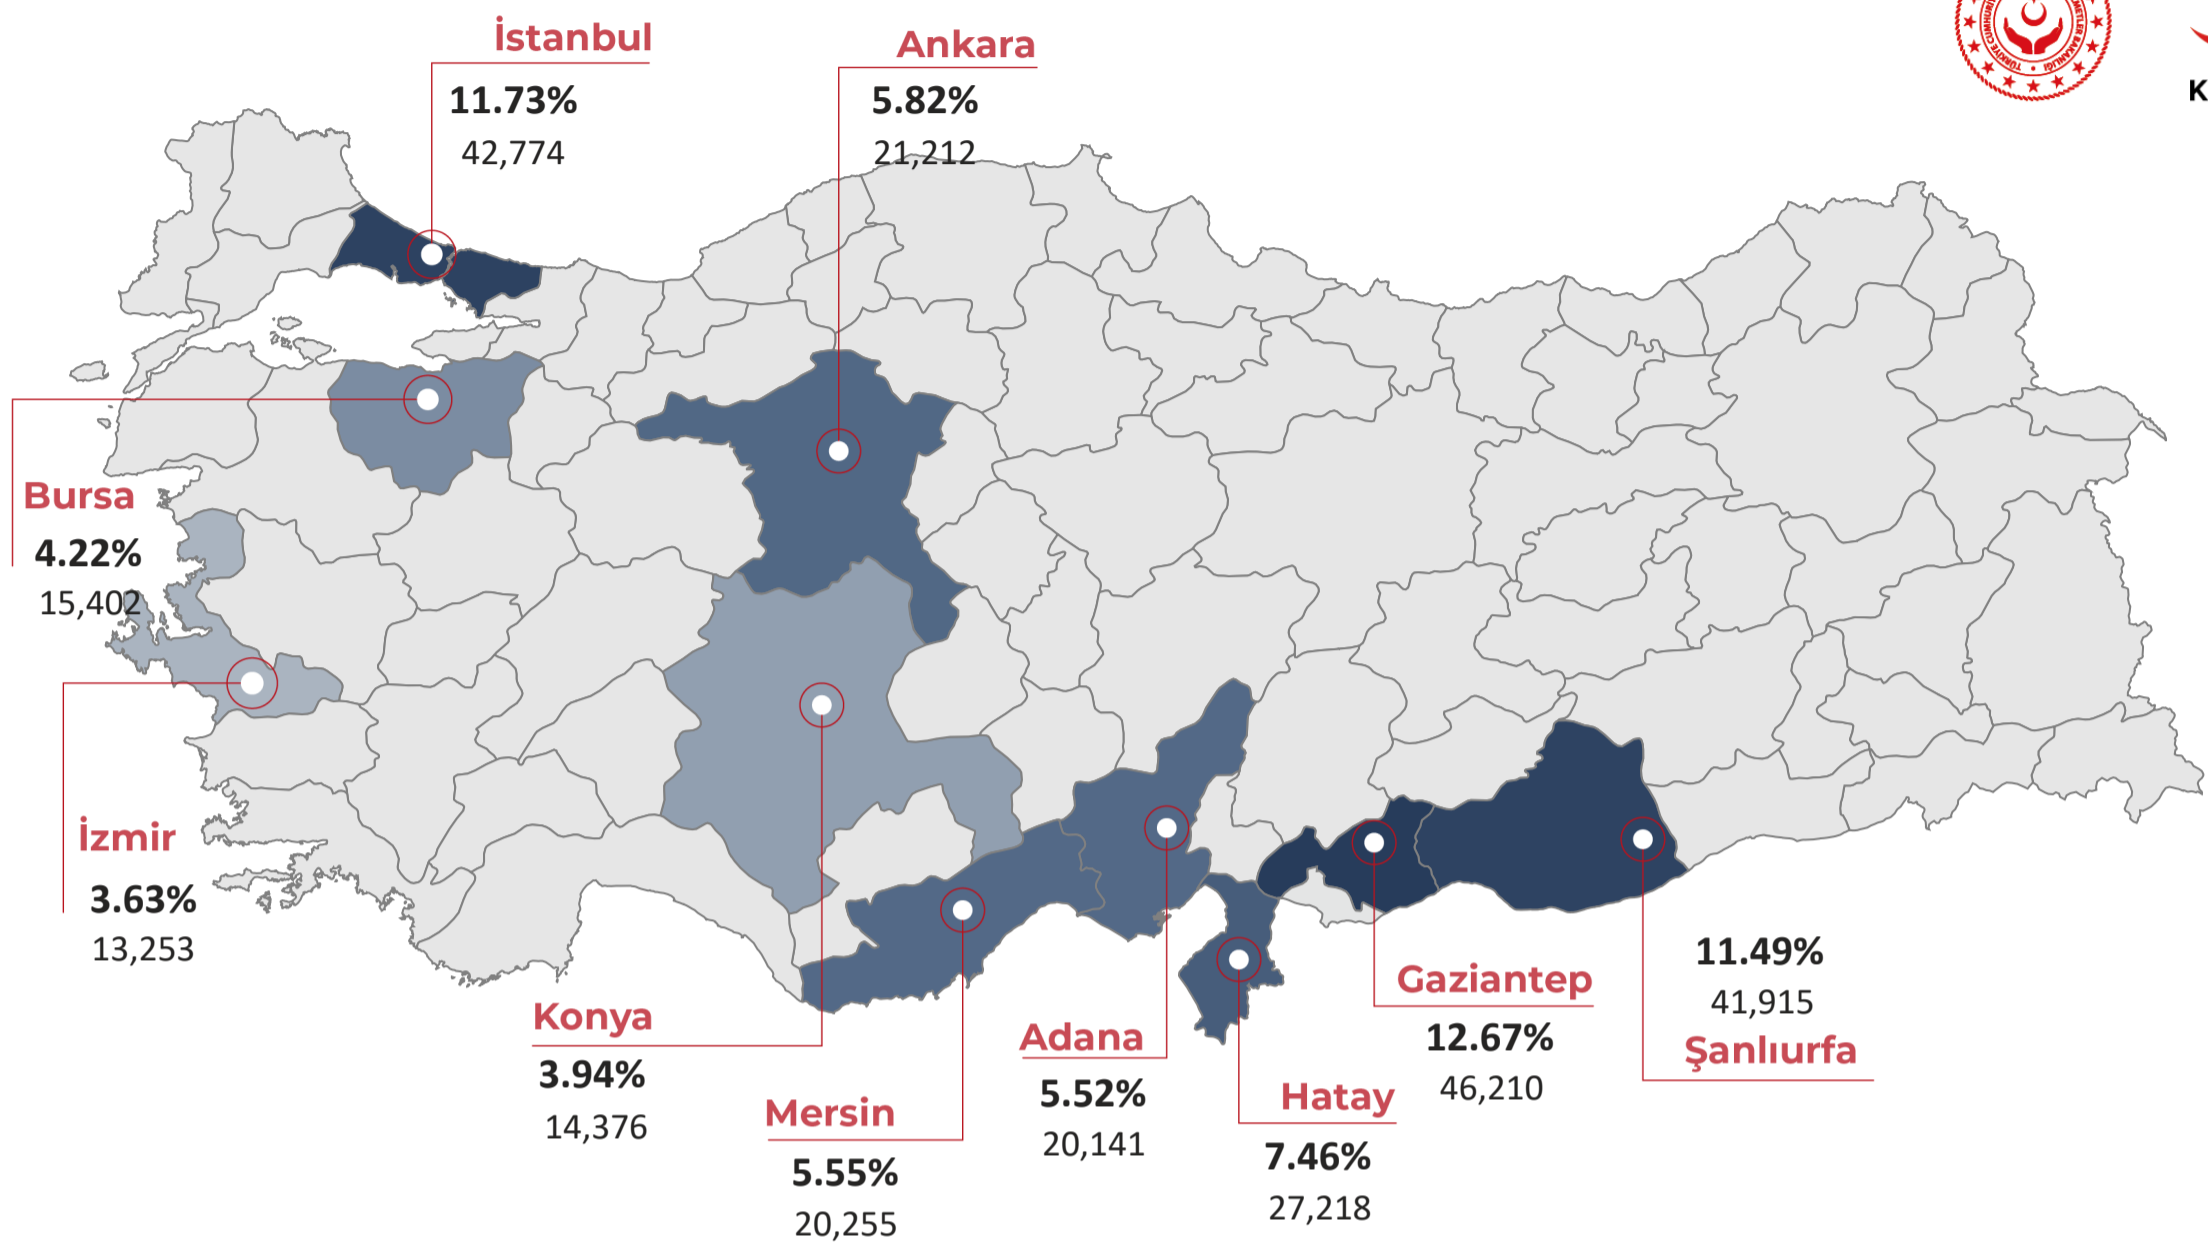 İstanbul
11.73%
42,774
Ankara
5.82%
21,212
K
Bursa
4.22%
15,402
İzmir
3.63%
13,253
Konya
3.94%
14,376
Mersin
5.55%
20,255
Adana
5.52%
20,141
Hatay
7.46%
27,218
Gaziantep
12.67%
46,210
11.49%
41,915
Şanlıurfa